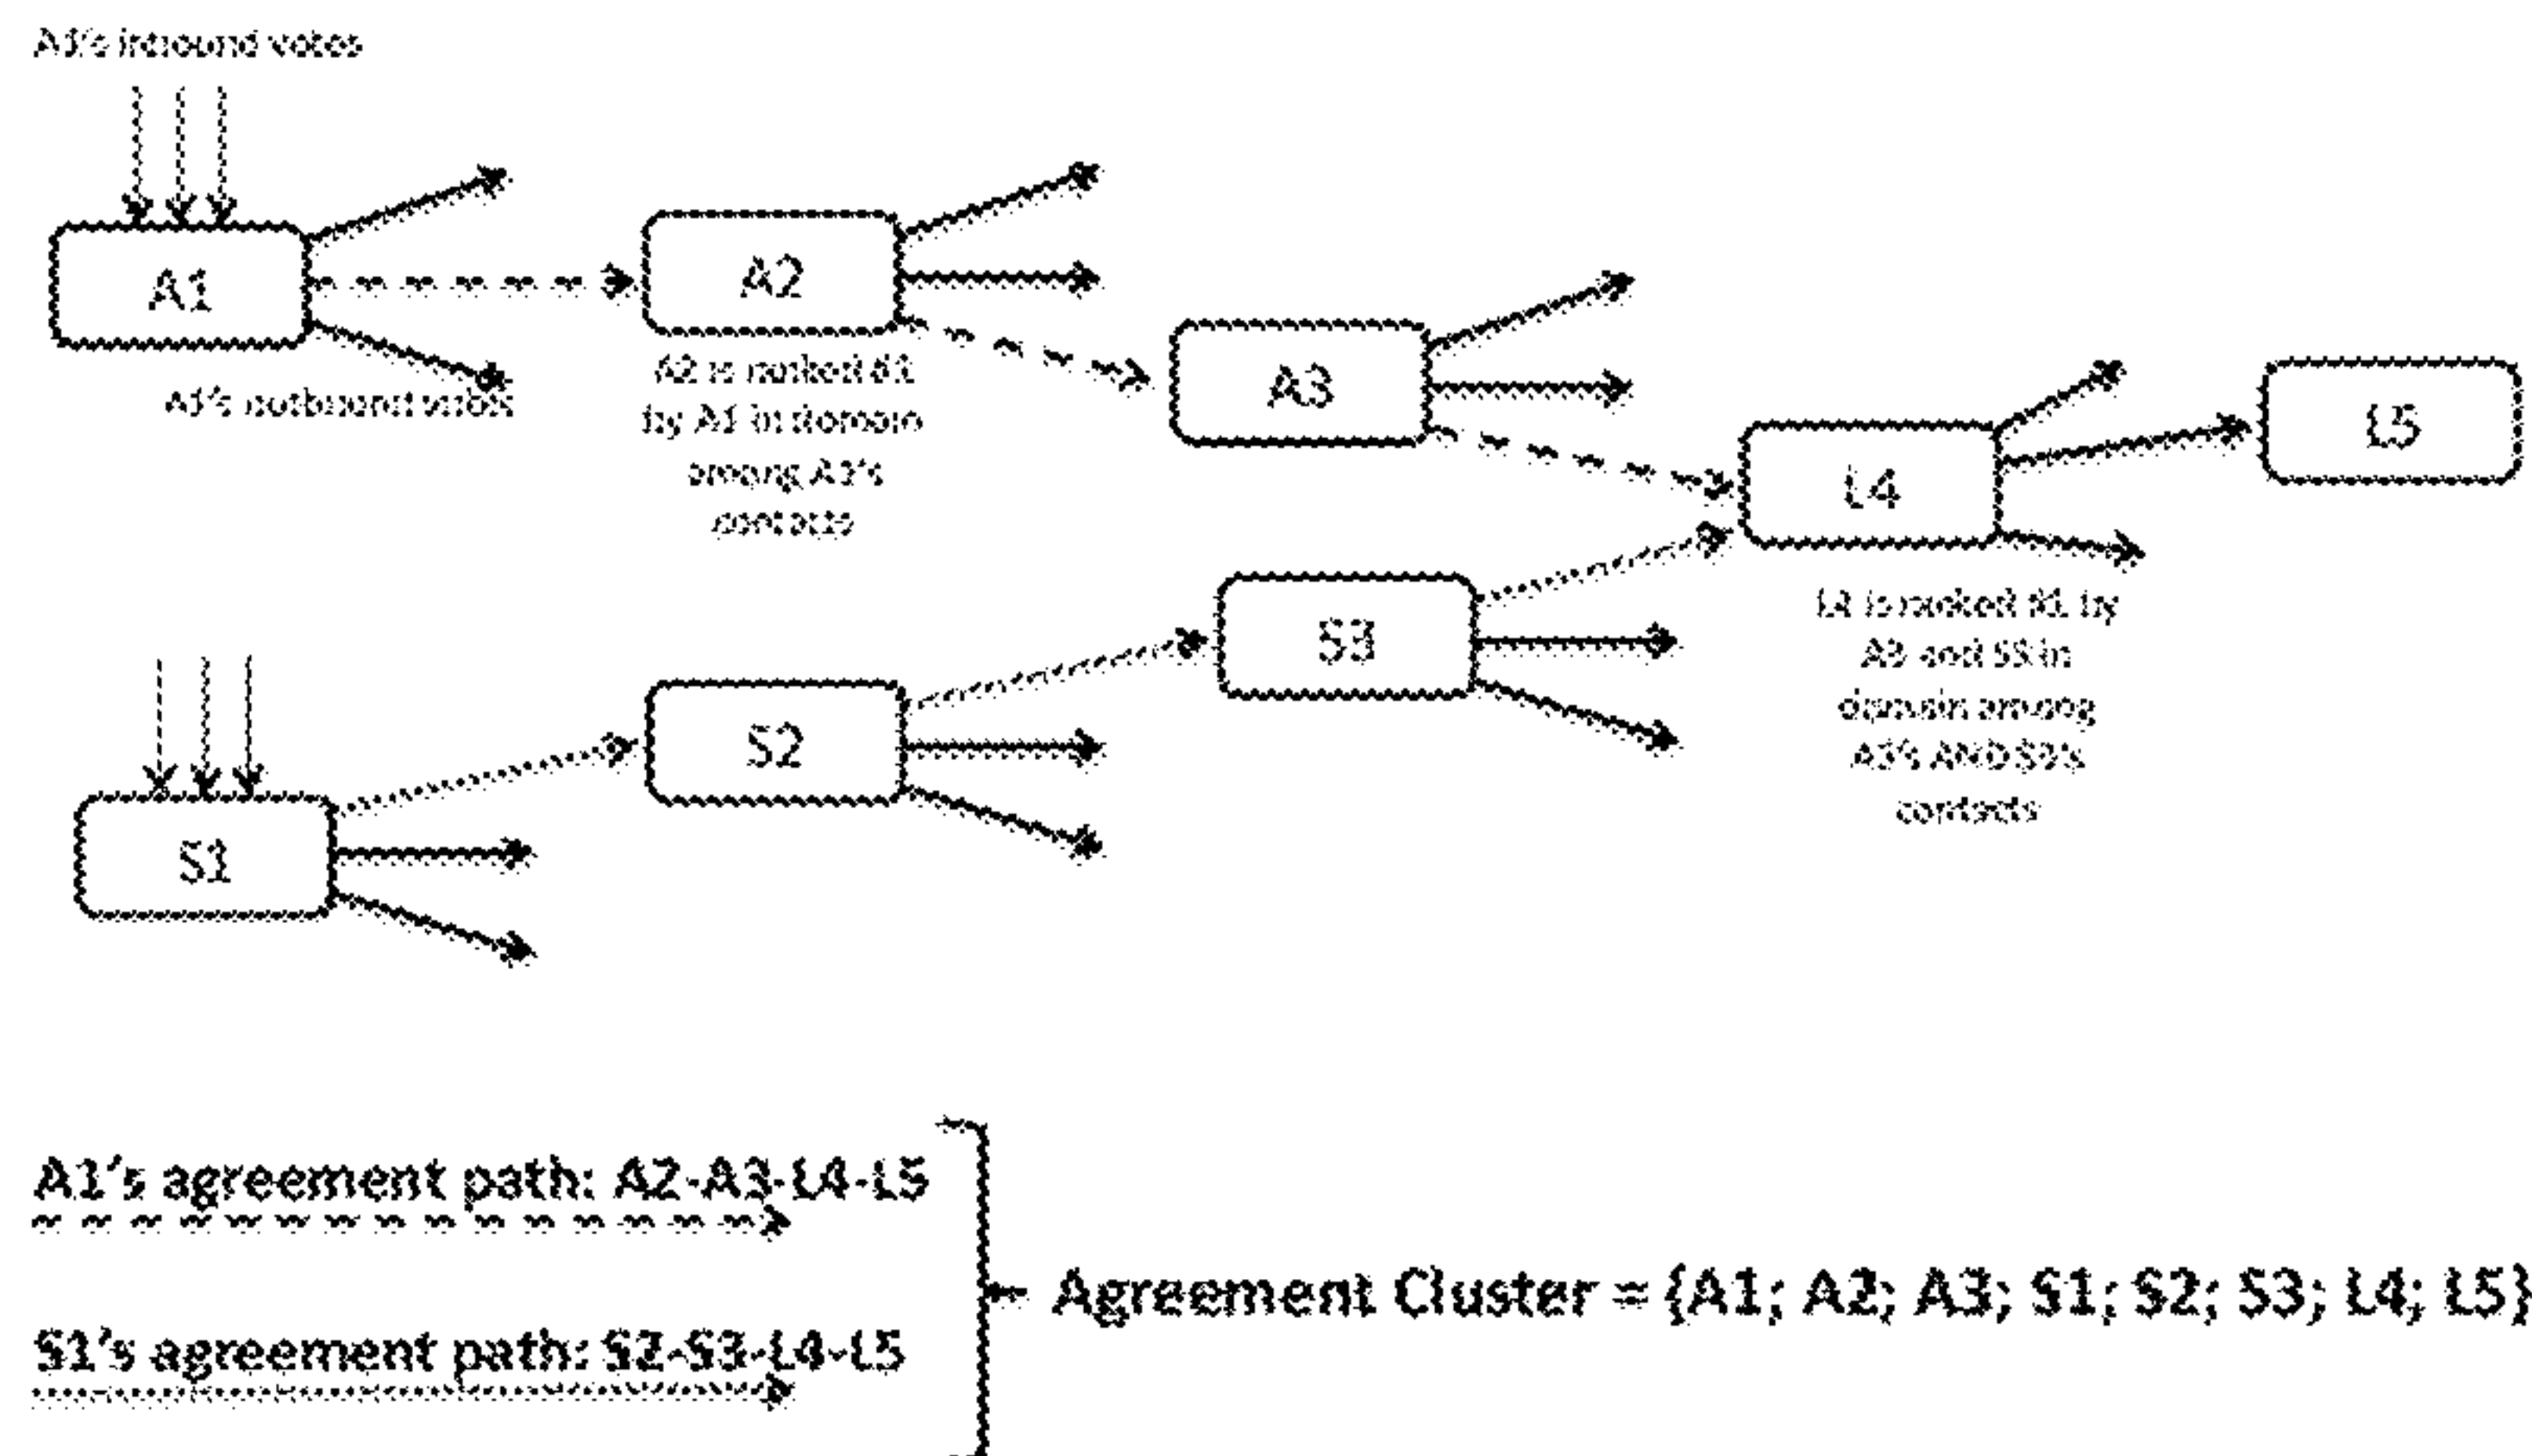 A1's inbound votes
A1
A2
A1's outbound votes
A2 is ranked #1
by A1 in domain
among A1's
contacts
A3
L4
L5
S1
S2
S3
L4 is ranked #1 by
A3 and S3 in
domain among
A3's AND S3's
contacts
A1's agreement path: A2-A3-L4-L5
S1's agreement path: S2-S3-L4-L5
Agreement Cluster = {A1; A2; A3; S1; S2; S3; L4; L5}